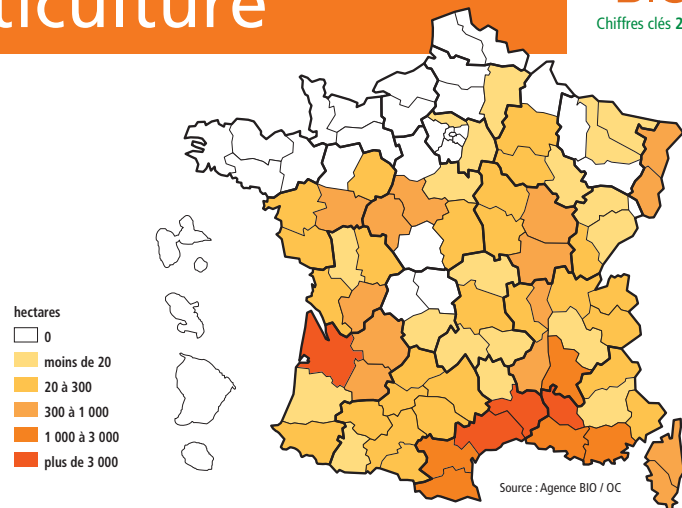 ticulture
Chiffres clés 2
hectares
0
moins de 20
20 à 300
300 à 1 000
1 000 à 3 000
plus de 3 000
Source : Agence BIO / OC